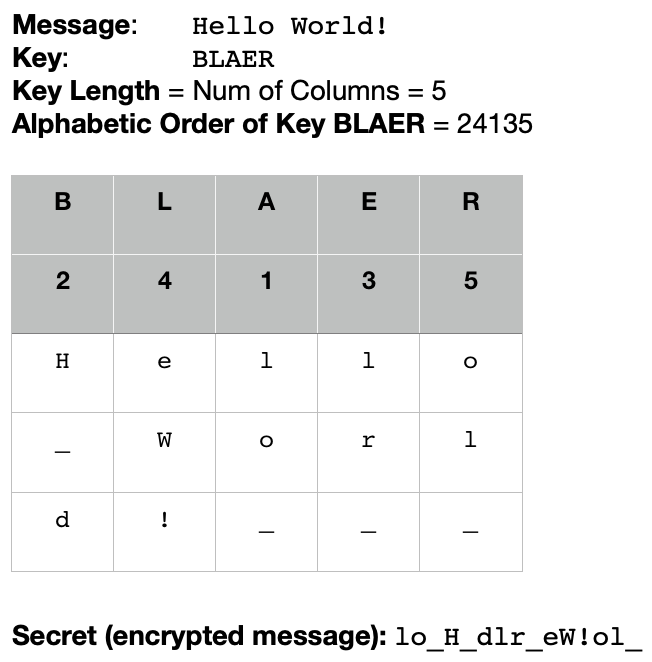 Message: Hello World!
Key: BLAER
Key Length = Num of Columns = 5
Alphabetic Order of Key BLAER = 24135
B L A E R
2 4 1 3 5
H e l l o
_ W o r l
d ! _ _ _
Secret (encrypted message): lo_H_dlr_eW!ol_